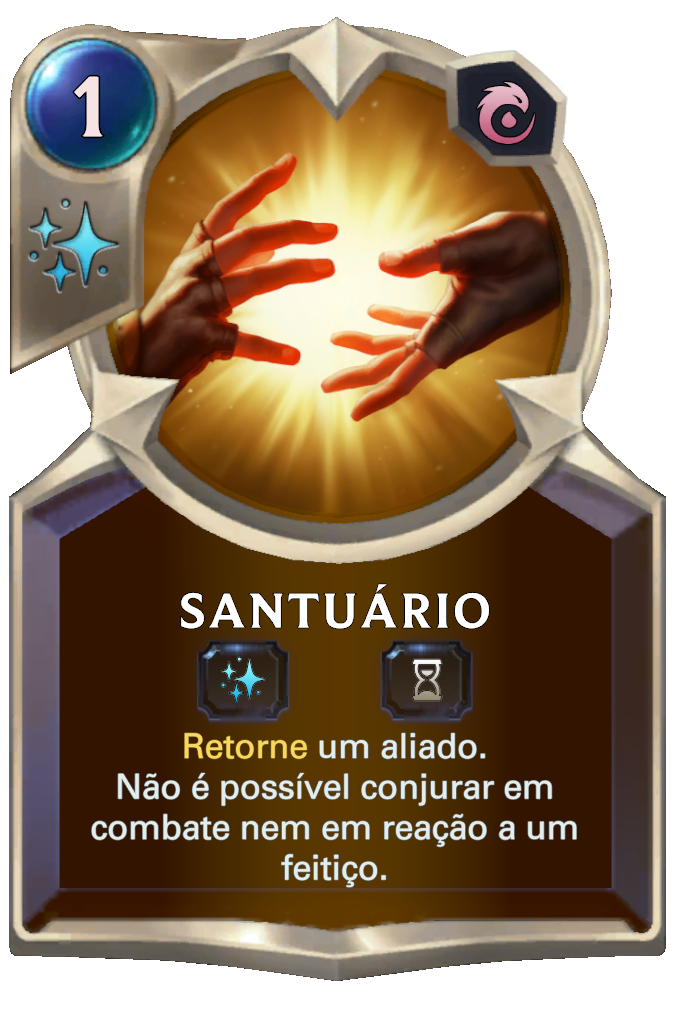 1
SANTUÁRIO
Retorne um aliado.
Não é possível conjurar em
combate nem em reação a um
feitiço.